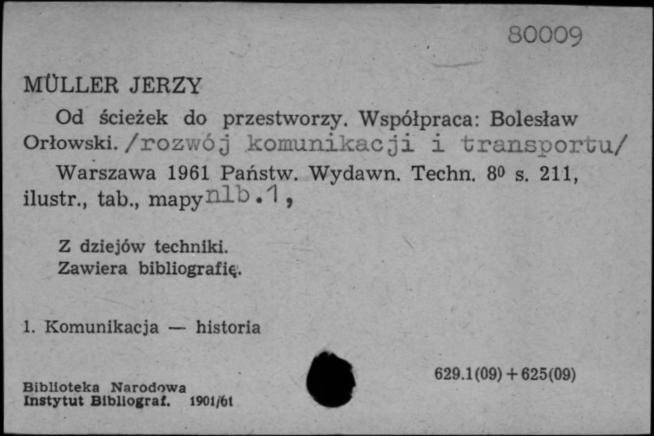 80009
MÜLLER JERZY
Od ścieżek do przestworzy. Współpraca: Bolesław
Orłowski. /rozwój komunikacji i transportu/
Warszawa 1961 Państw. Wydawn. Techn. 8⁰ s. 211,
ilustr., tab., mapy nlb.1,
Z dziejów techniki.
Zawiera bibliografię.
1. Komunikacja — historia
629.1(09) + 625(09)
Biblioteka Narodowa
Instytut Bibliograf. 1901/61